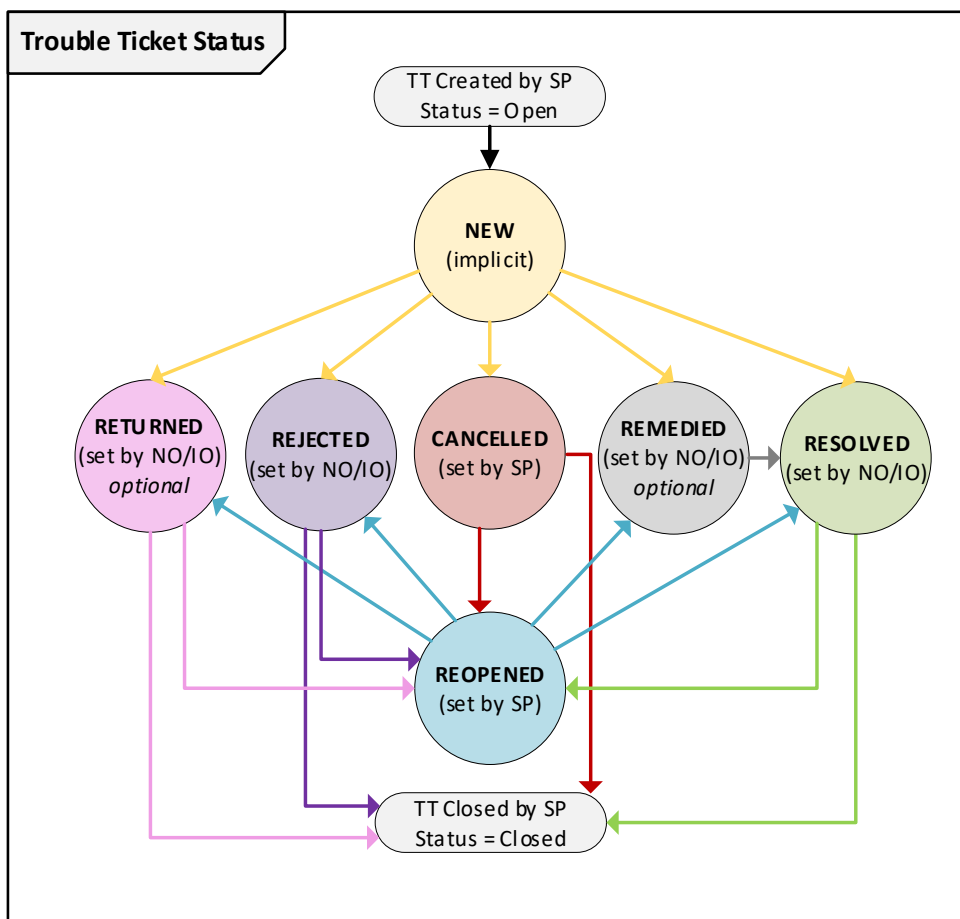 Trouble Ticket Status
TT Created by SP
Status = Open
NEW
(implicit)
RETURNED
(set by NO/IO)
optional
REJECTED
(set by NO/IO)
CANCELLED
(set by SP)
REMEDIED
(set by NO/IO)
optional
RESOLVED
(set by NO/IO)
REOPENED
(set by SP)
TT Closed by SP
Status = Closed